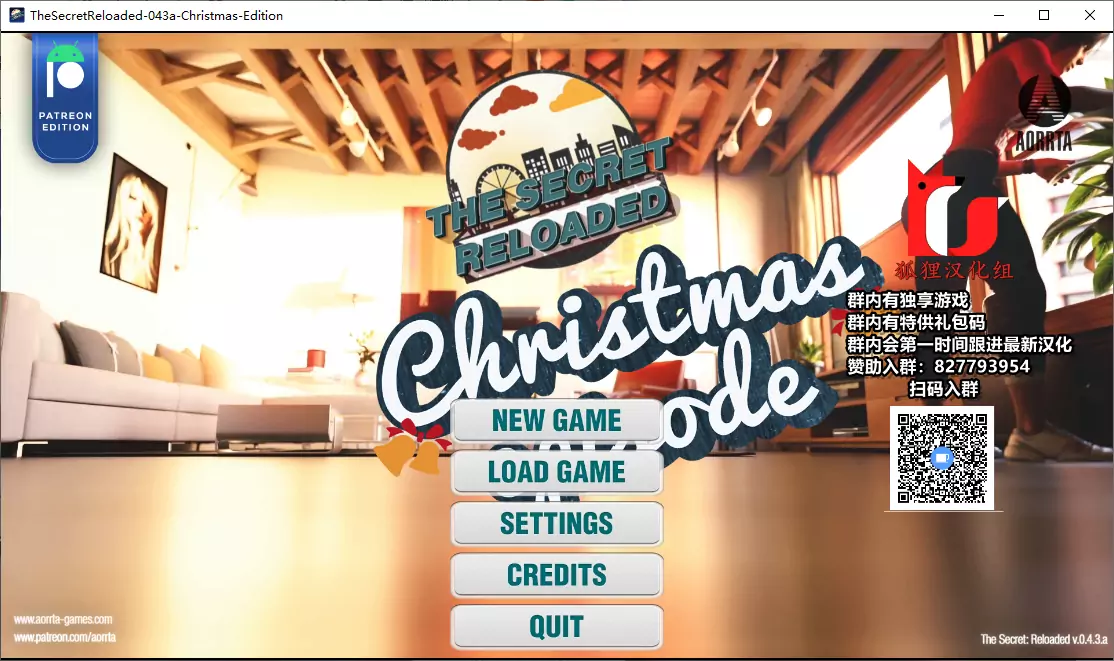 TheSecretReloaded-043a-Christmas-Edition
PATREON
EDITION
THE SECRET
RELOADED
AORRTA
狐狸汉化组
Christmas
群内有独享游戏
群内有特供礼包码
群内会第一时间跟进最新汉化
赞助入群：827793954
扫码入群
NEW GAME
LOAD GAME
SETTINGS
CREDITS
QUIT
www.aorrta-games.com
www.patreon.com/aorrta
The Secret: Reloaded v.0.4.3.a